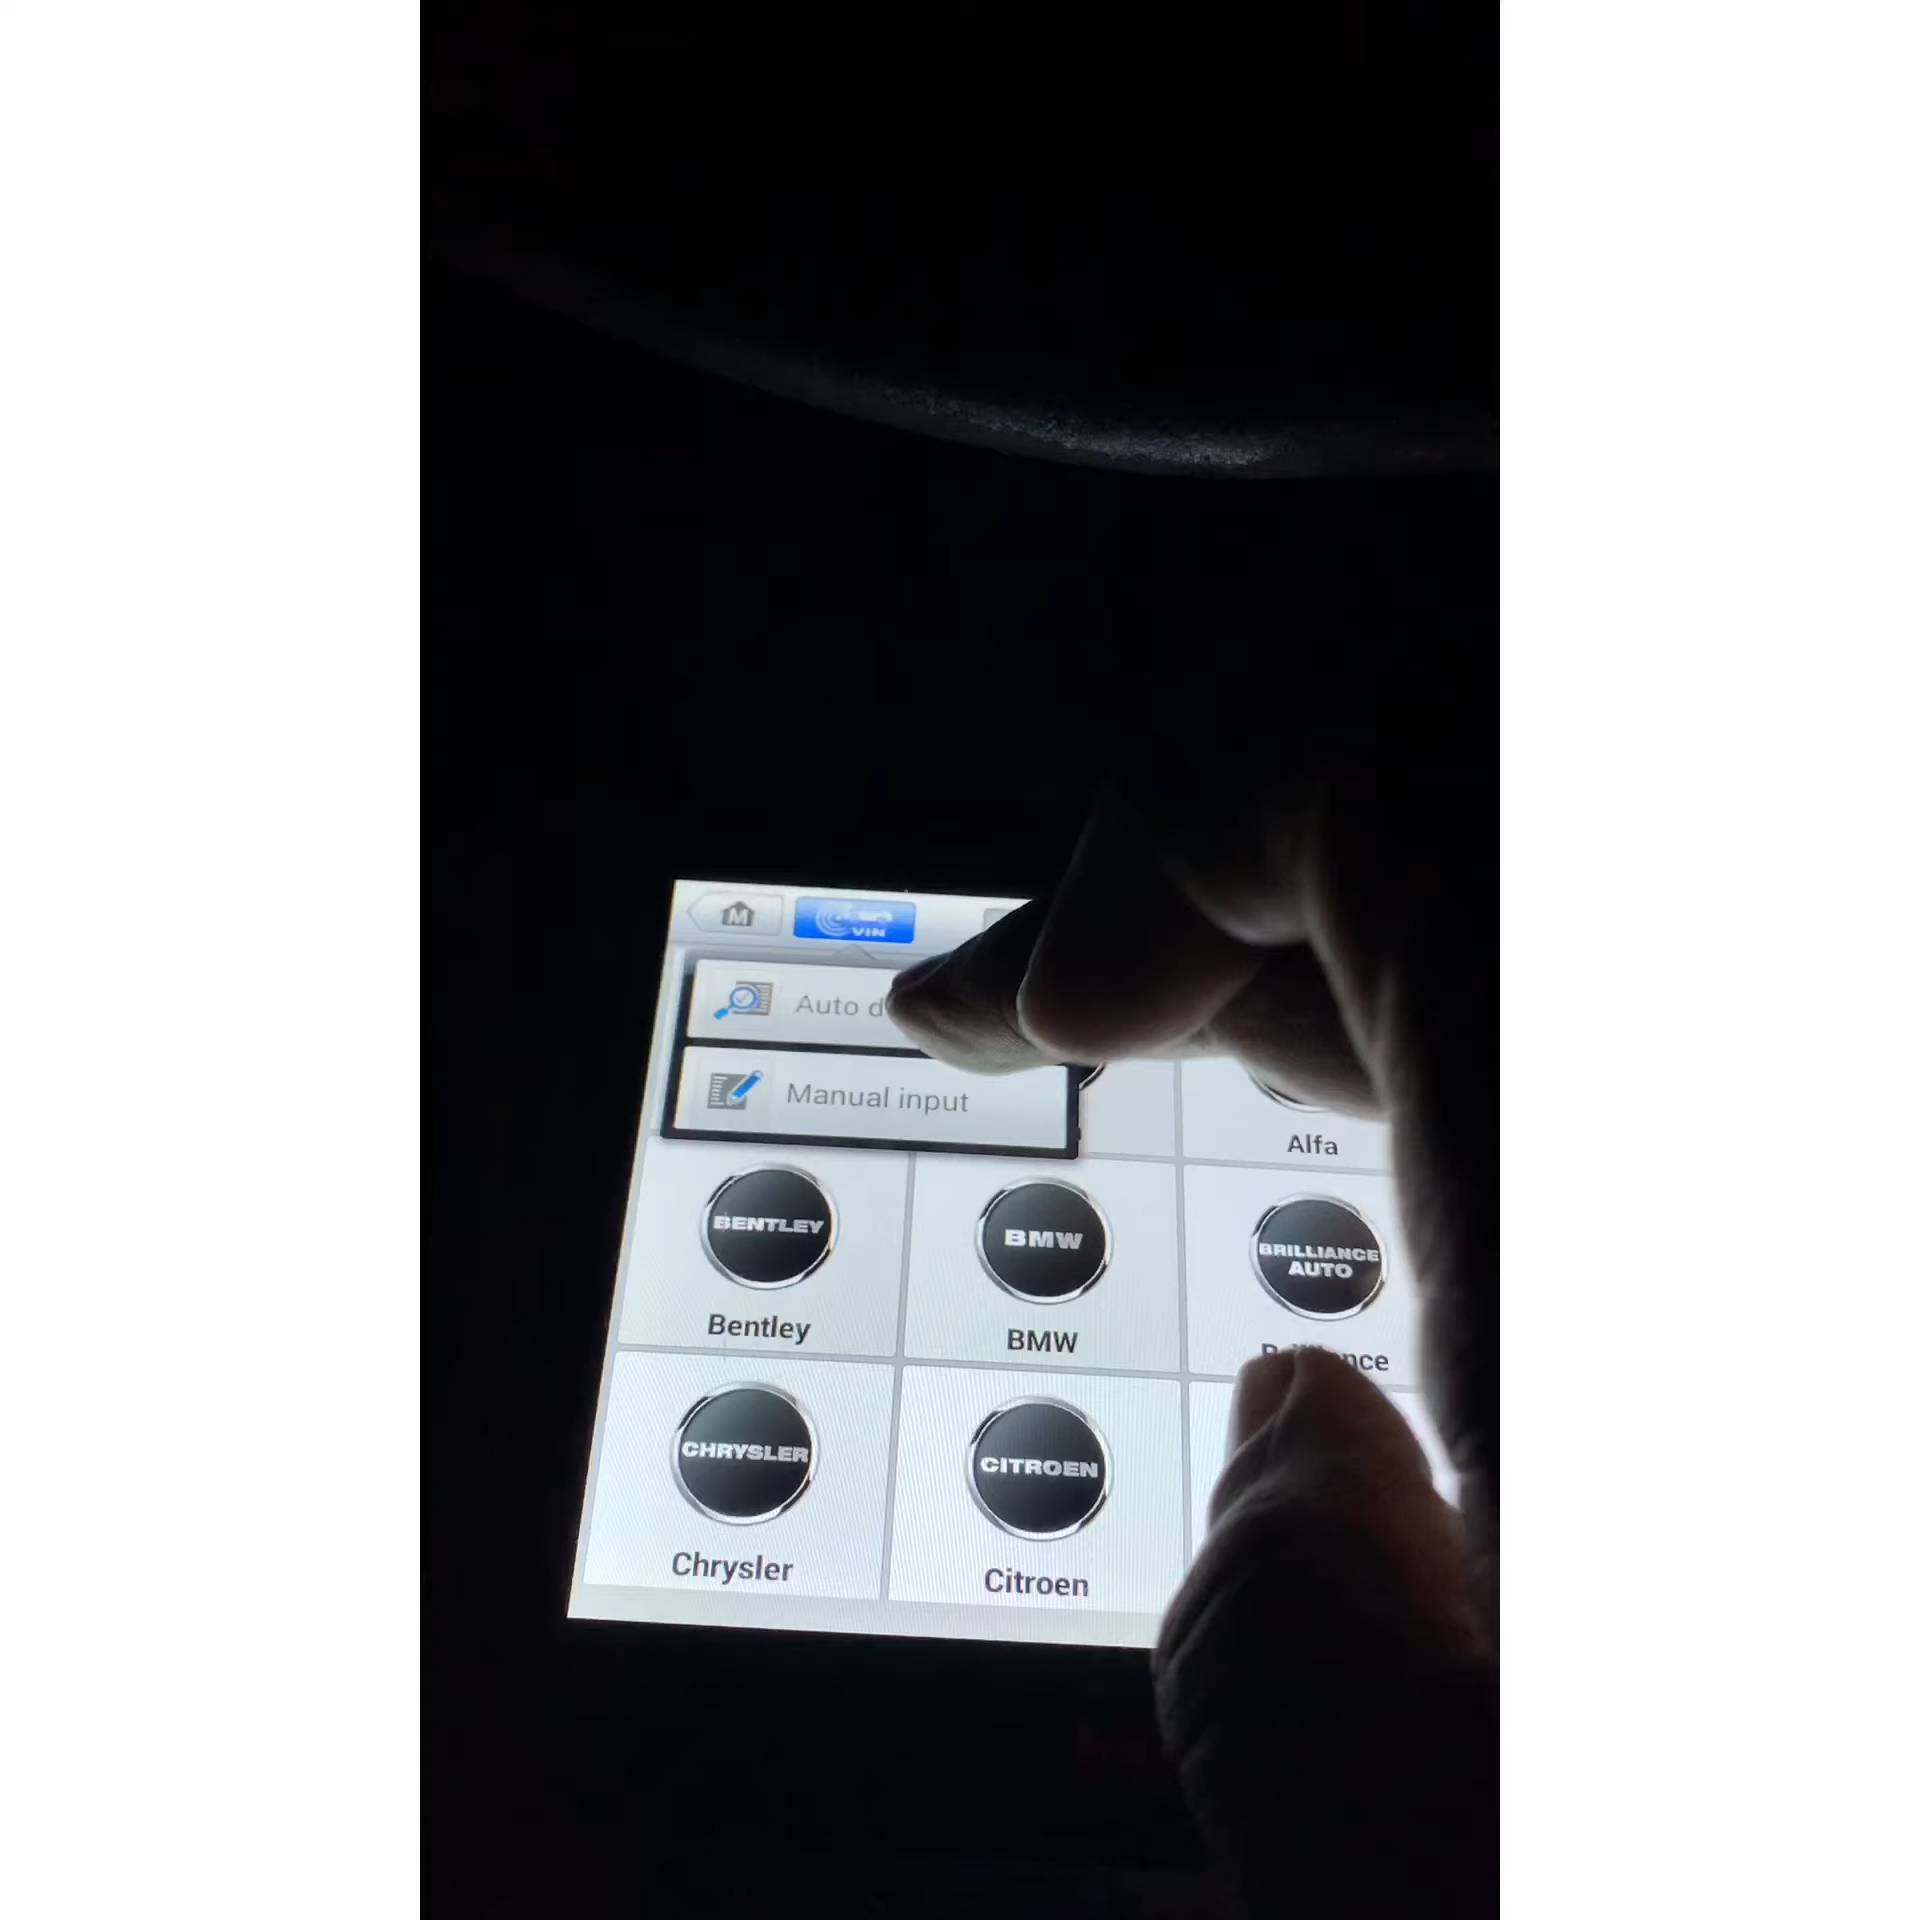 M
VIN
Auto
Manual input
Alfa
BENTLEY
BMW
BRILLIANCE
AUTO
Bentley
BMW
CHRYSLER
CITROEN
Chrysler
Citroen